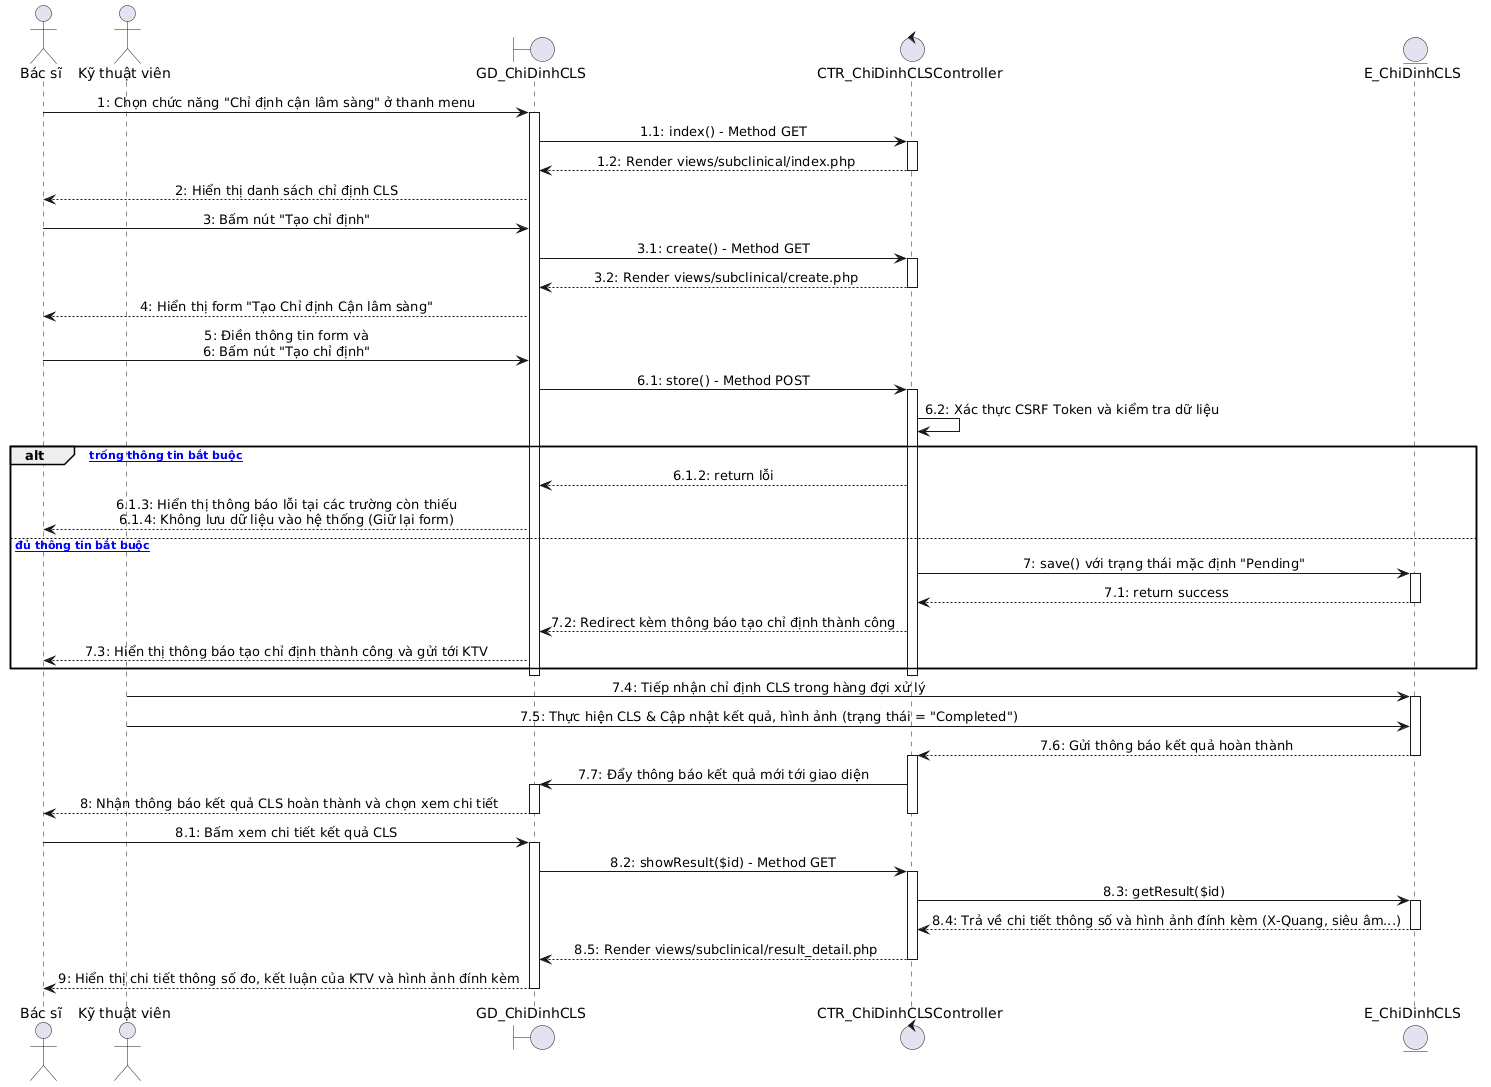 Bác sĩ
Kỹ thuật viên
GD_ChiDinhCLS
CTR_ChiDinhCLSController
E_ChiDinhCLS
1: Chọn chức năng "Chỉ định cận lâm sàng" ở thanh menu
1.1: index() - Method GET
1.2: Render views/subclinical/index.php
2: Hiển thị danh sách chỉ định CLS
3: Bấm nút "Tạo chỉ định"
3.1: create() - Method GET
3.2: Render views/subclinical/create.php
4: Hiển thị form "Tạo Chỉ định Cận lâm sàng"
5: Điền thông tin form và
6: Bấm nút "Tạo chỉ định"
6.1: store() - Method POST
6.2: Xác thực CSRF Token và kiểm tra dữ liệu
alt
trống thông tin bắt buộc
6.1.2: return lỗi
6.1.3: Hiển thị thông báo lỗi tại các trường còn thiếu
6.1.4: Không lưu dữ liệu vào hệ thống (Giữ lại form)
đủ thông tin bắt buộc
7: save() với trạng thái mặc định "Pending"
7.1: return success
7.2: Redirect kèm thông báo tạo chỉ định thành công
7.3: Hiển thị thông báo tạo chỉ định thành công và gửi tới KTV
7.4: Tiếp nhận chỉ định CLS trong hàng đợi xử lý
7.5: Thực hiện CLS & Cập nhật kết quả, hình ảnh (trạng thái = "Completed")
7.6: Gửi thông báo kết quả hoàn thành
7.7: Đẩy thông báo kết quả mới tới giao diện
8: Nhận thông báo kết quả CLS hoàn thành và chọn xem chi tiết
8.1: Bấm xem chi tiết kết quả CLS
8.2: showResult($id) - Method GET
8.3: getResult($id)
8.4: Trả về chi tiết thông số và hình ảnh đính kèm (X-Quang, siêu âm...)
8.5: Render views/subclinical/result_detail.php
9: Hiển thị chi tiết thông số đo, kết luận của KTV và hình ảnh đính kèm
Bác sĩ
Kỹ thuật viên
GD_ChiDinhCLS
CTR_ChiDinhCLSController
E_ChiDinhCLS